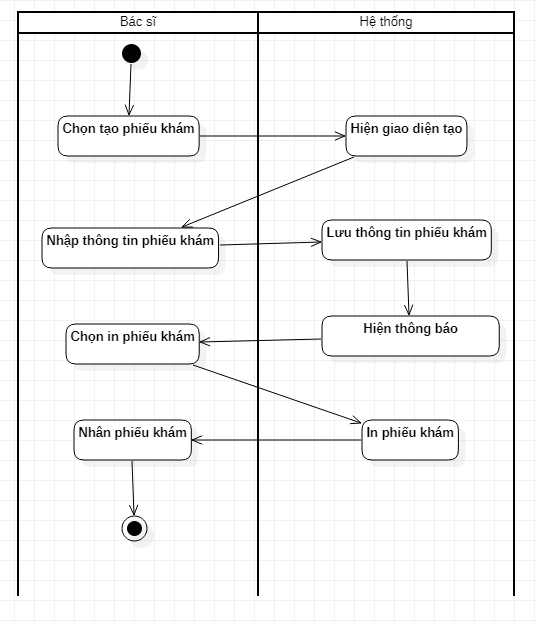 Bác sĩ
Hệ thống
Chọn tạo phiếu khám
Hiện giao diện tạo
Nhập thông tin phiếu khám
Lưu thông tin phiếu khám
Hiện thông báo
Chọn in phiếu khám
In phiếu khám
Nhân phiếu khám